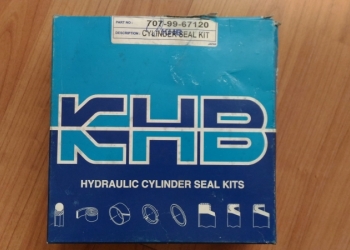 PART NO.: 707-99-67120
DESCRIPTION: CYLINDER SEAL KIT
KHB
HYDRAULIC CYLINDER SEAL KITS